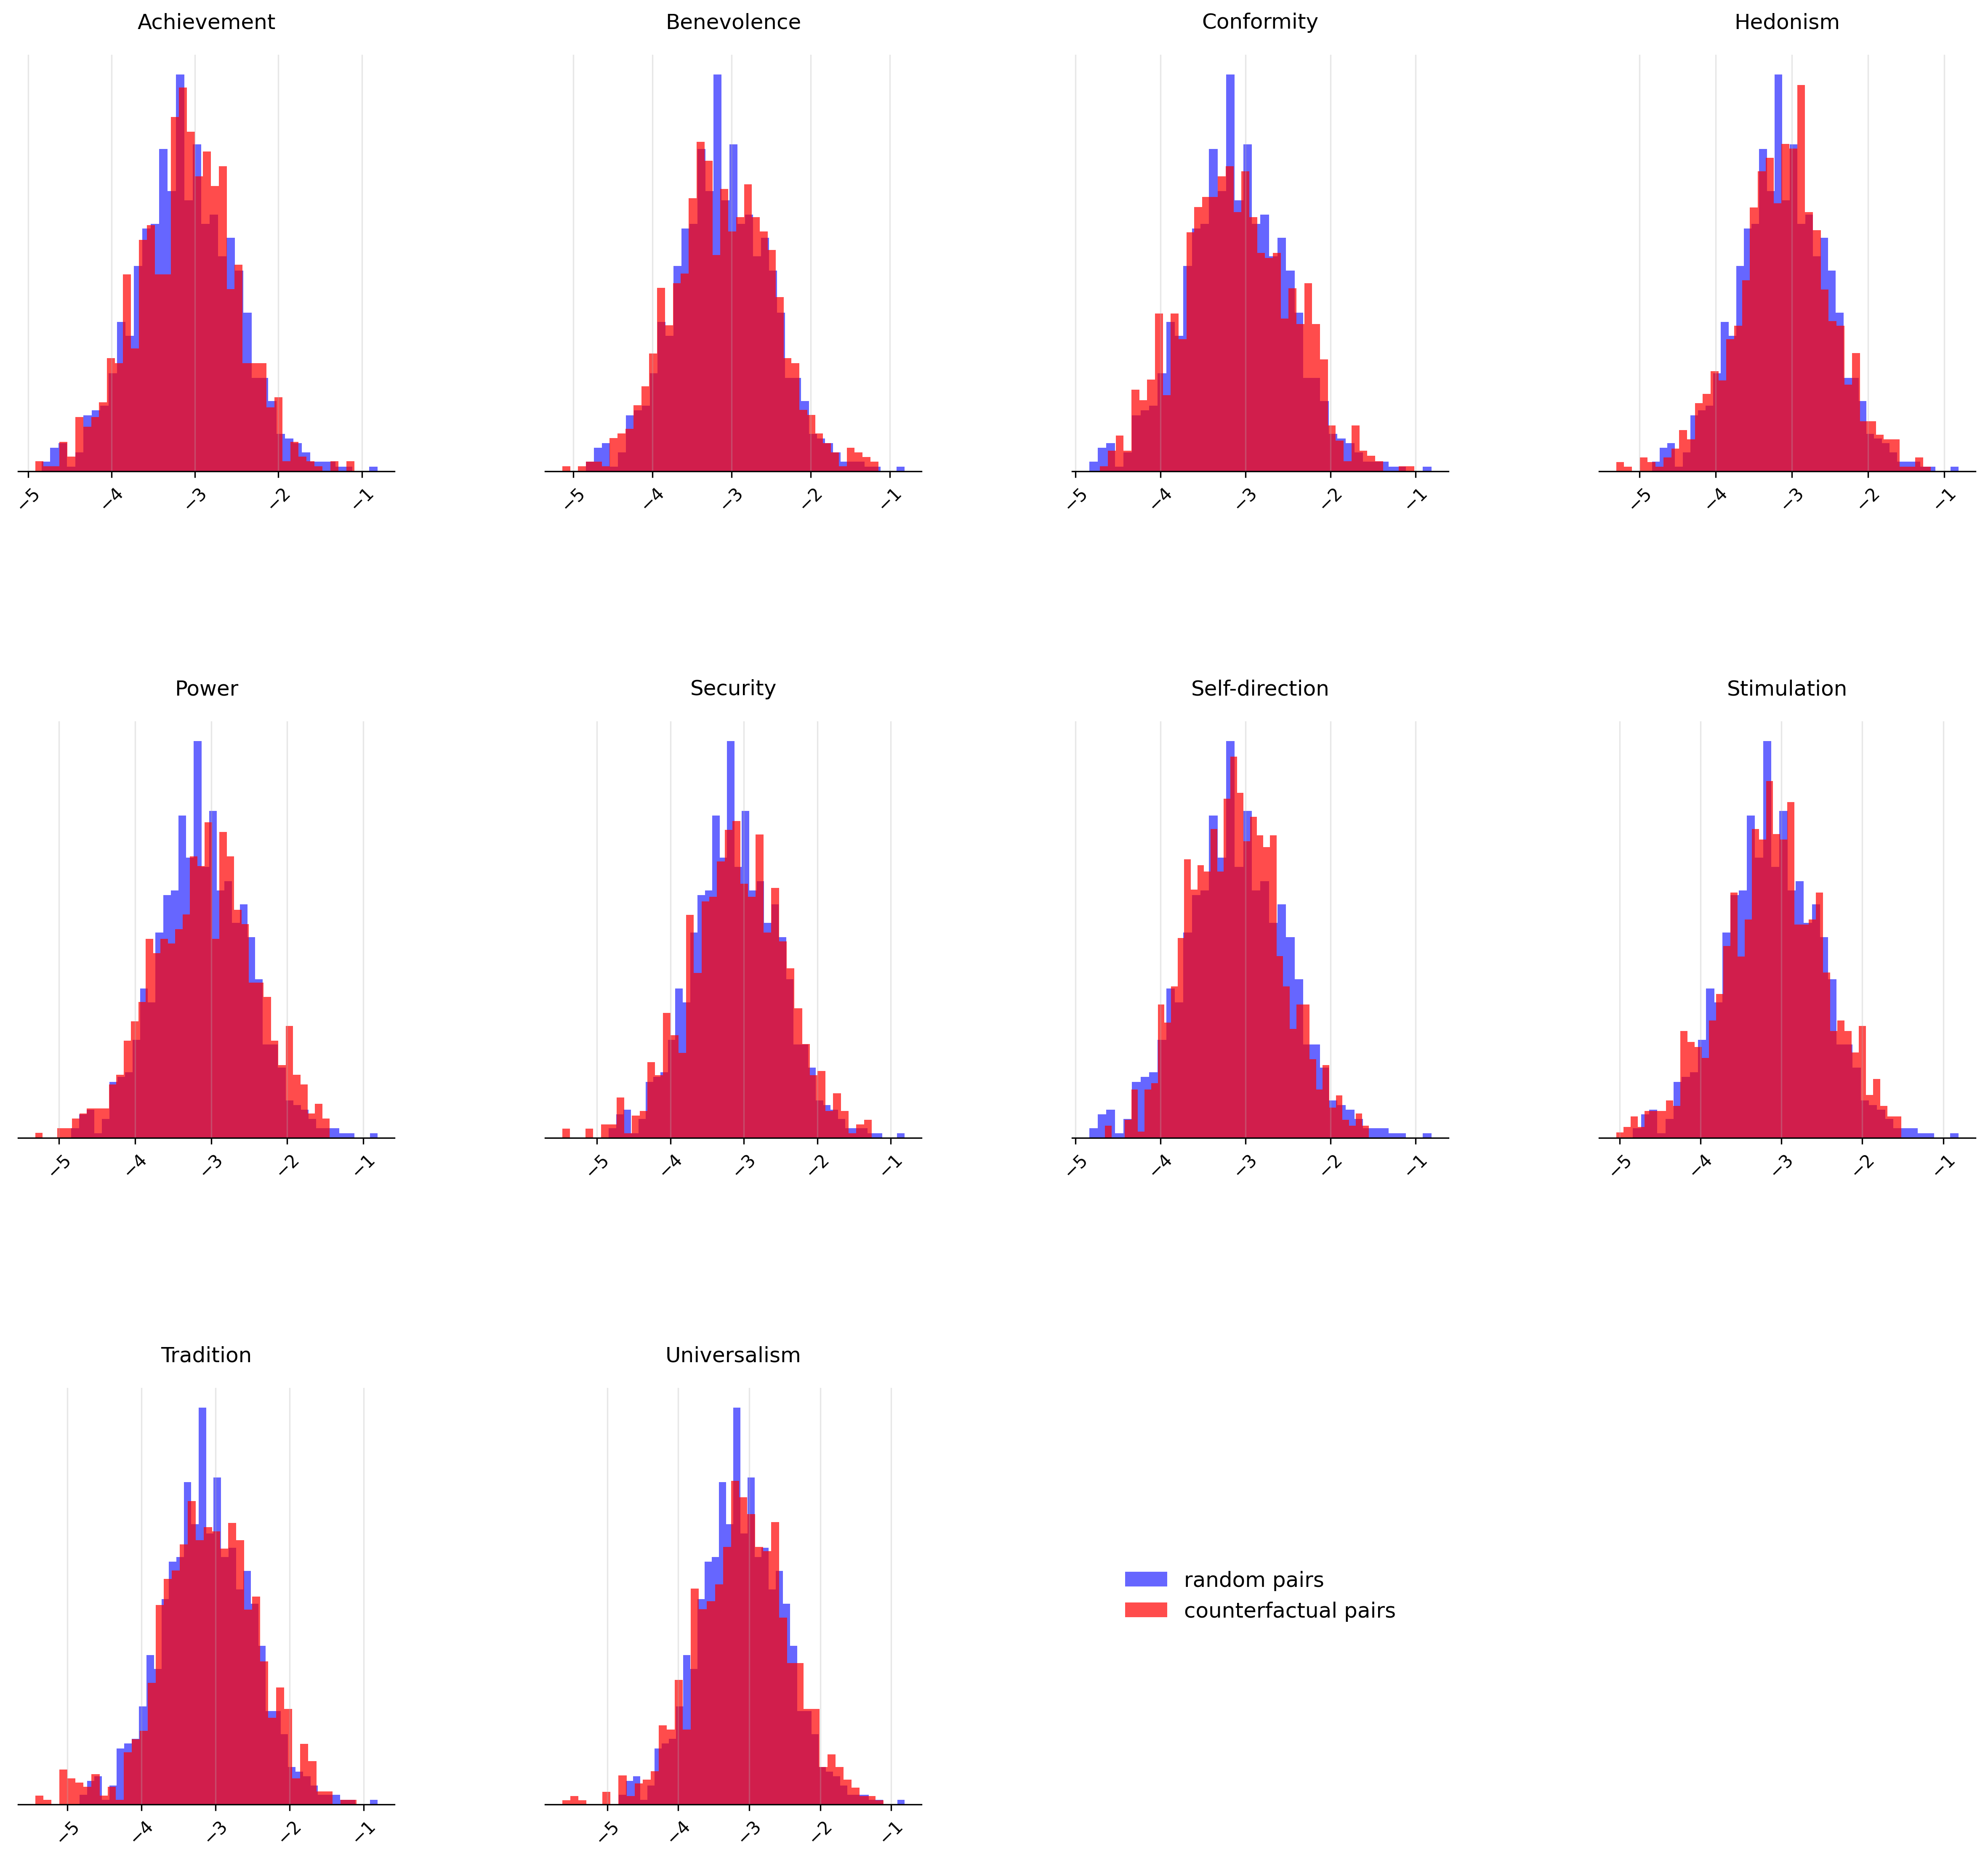 Achievement
Benevolence
Conformity
Hedonism
−5 −4 −3 −2 −1
−5 −4 −3 −2 −1
−5 −4 −3 −2 −1
−5 −4 −3 −2 −1
Power
Security
Self-direction
Stimulation
−5 −4 −3 −2 −1
−5 −4 −3 −2 −1
−5 −4 −3 −2 −1
−5 −4 −3 −2 −1
Tradition
Universalism
random pairs
counterfactual pairs
−5 −4 −3 −2 −1
−5 −4 −3 −2 −1